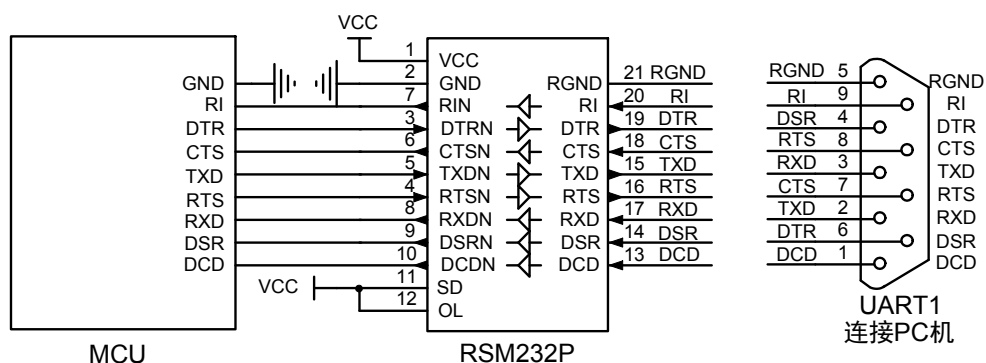 VCC
1 VCC
GND 2 GND RGND 21 RGND RGND 5 RGND
RI 7 RIN RI 20 RI RI 9 RI
DTR 3 DTRN DTR 19 DTR DSR 4 DTR
CTS 6 CTSN CTS 18 CTS RTS 8 CTS
TXD 5 TXDN TXD 15 TXD RXD 3 TXD
RTS 4 RTSN RTS 16 RTS CTS 7 RTS
RXD 8 RXDN RXD 17 RXD TXD 2 RXD
DSR 9 DSRN DSR 14 DSR DTR 6 DSR
DCD 10 DCDN DCD 13 DCD DCD 1 DCD
VCC 11 SD
12 OL
UART1
连接PC机
MCU RSM232P